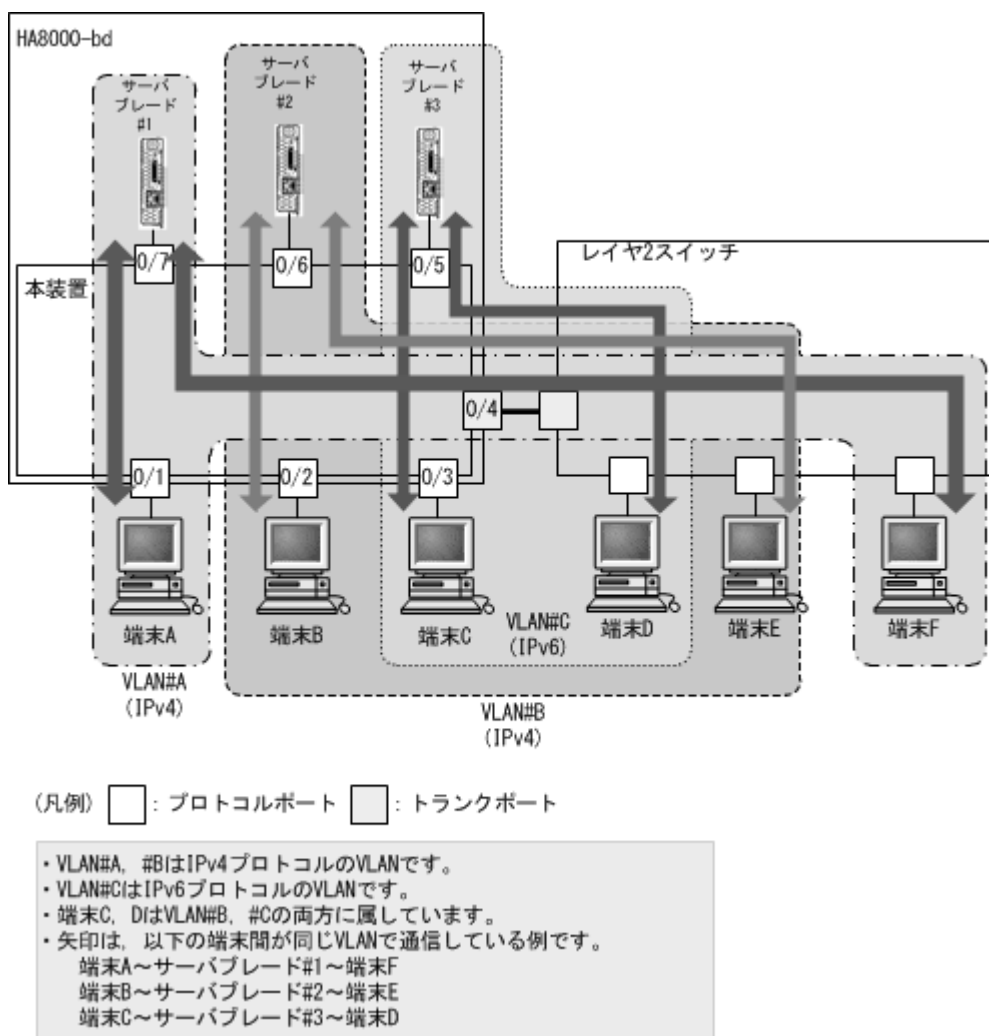 HA8000-bd
サーバ
ブレード
#1
サーバ
ブレード
#2
サーバ
ブレード
#3
0/7
0/6
0/5
レイヤ2スイッチ
本装置
0/4
0/1
0/2
0/3
端末A
端末B
端末C
VLAN#C
(IPv6)
端末D
端末E
端末F
VLAN#A
(IPv4)
VLAN#B
(IPv4)
(凡例) : プロトコルポート : トランクポート
・VLAN#A, #BはIPv4プロトコルのVLANです。
・VLAN#CはIPv6プロトコルのVLANです。
・端末C, DはVLAN#B, #Cの両方に属しています。
・矢印は, 以下の端末間が同じVLANで通信している例です。
端末A～サーバブレード#1～端末F
端末B～サーバブレード#2～端末E
端末C～サーバブレード#3～端末D